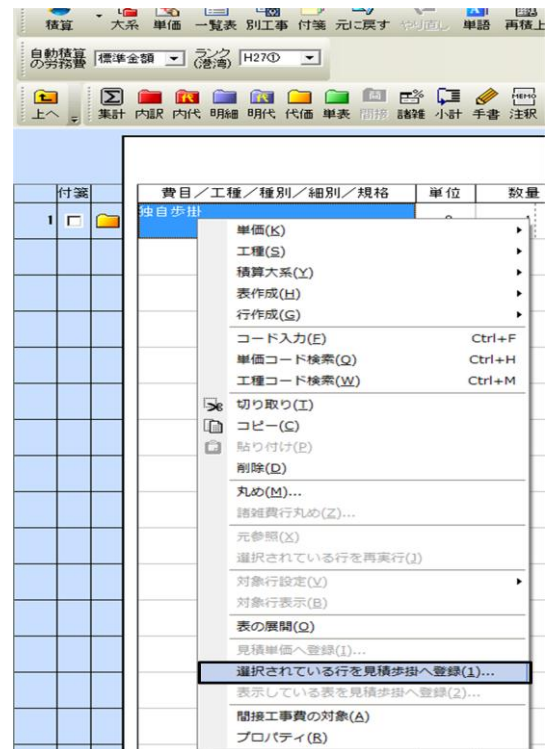 積算 大系 単価 一覧表 別工事 付箋 元に戻す やり直し 単語 再積上
自動積算の労務費 標準金額 ランク(港湾) H27①
上へ 集計 内訳 内代 明細 明代 代価 単表 間接 諸雑 小計 手書 注釈
付箋 費目/工種/種別/細別/規格 単位 数量
1 独自歩掛
単価(K)
工種(S)
積算大系(Y)
表作成(H)
行作成(G)
コード入力(F) Ctrl+F
単価コード検索(Q) Ctrl+H
工種コード検索(W) Ctrl+M
切り取り(T)
コピー(C)
貼り付け(P)
削除(D)
丸め(M)...
諸雑費行丸め(Z)...
元参照(X)
選択されている行を再実行(J)
対象行設定(V)
対象行表示(B)
表の展開(O)
見積単価へ登録(I)...
選択されている行を見積歩掛へ登録(1)...
表示している表を見積歩掛へ登録(2)...
間接工事費の対象(A)
プロパティ(R)